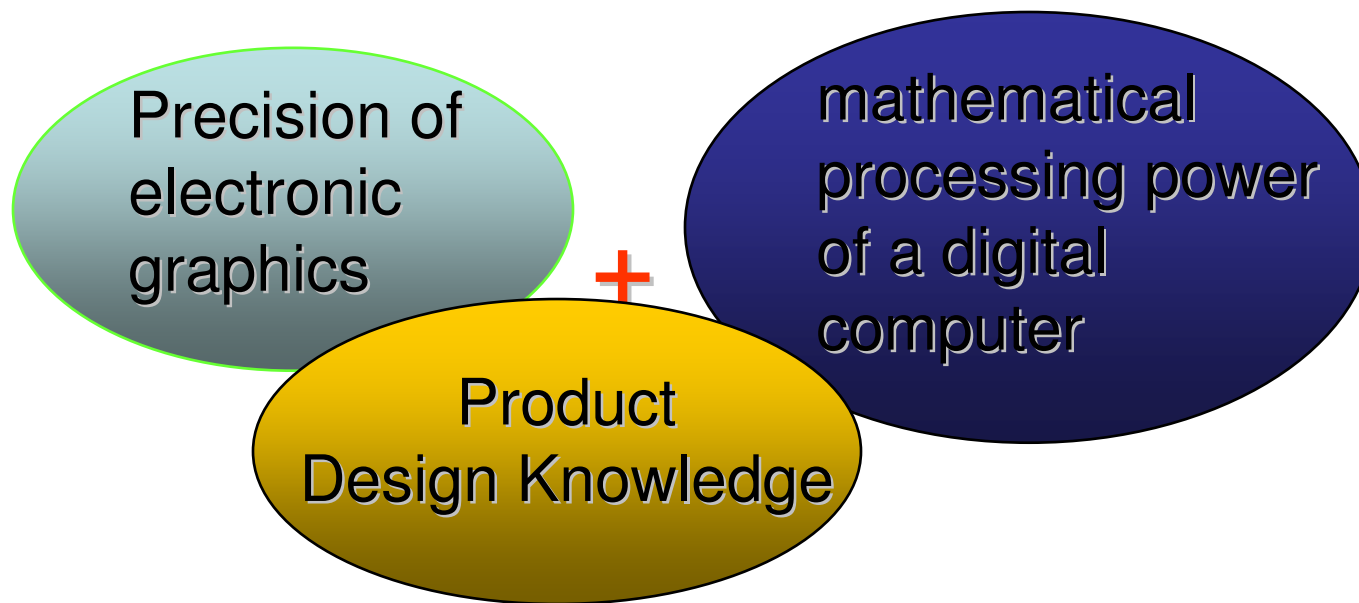 Precision of
electronic
graphics
+
mathematical
processing power
of a digital
computer
Product
Design Knowledge